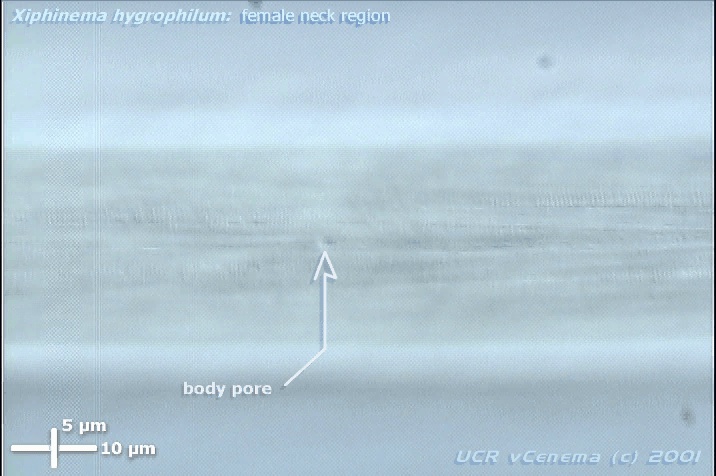 Xiphinema hygrophilum: female neck region
body pore
5 µm
10 µm
UCR vCenema (c) 2001